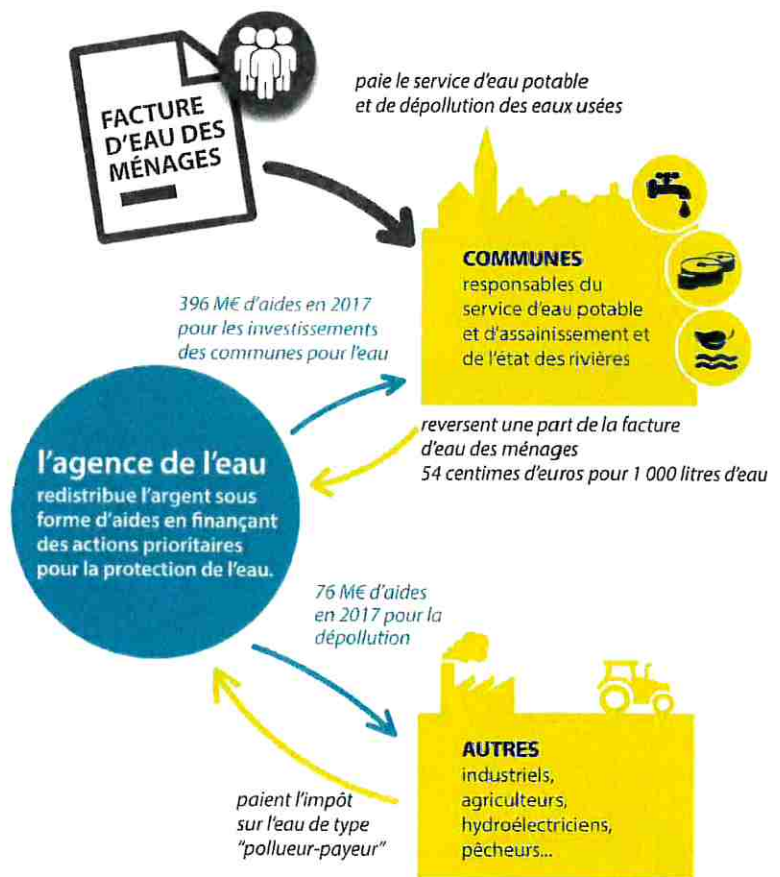 FACTURE
D'EAU DES
MÉNAGES
paie le service d'eau potable
et de dépollution des eaux usées
COMMUNES
responsables du
service d'eau potable
et d'assainissement et
de l'état des rivières
396 M€ d'aides en 2017
pour les investissements
des communes pour l'eau
reversent une part de la facture
d'eau des ménages
54 centimes d'euros pour 1 000 litres d'eau
l'agence de l'eau
redistribue l'argent sous
forme d'aides en finançant
des actions prioritaires
pour la protection de l'eau.
76 M€ d'aides
en 2017 pour la
dépollution
AUTRES
industriels,
agriculteurs,
hydroélectriciens,
pêcheurs...
paient l'impôt
sur l'eau de type
"pollueur-payeur"